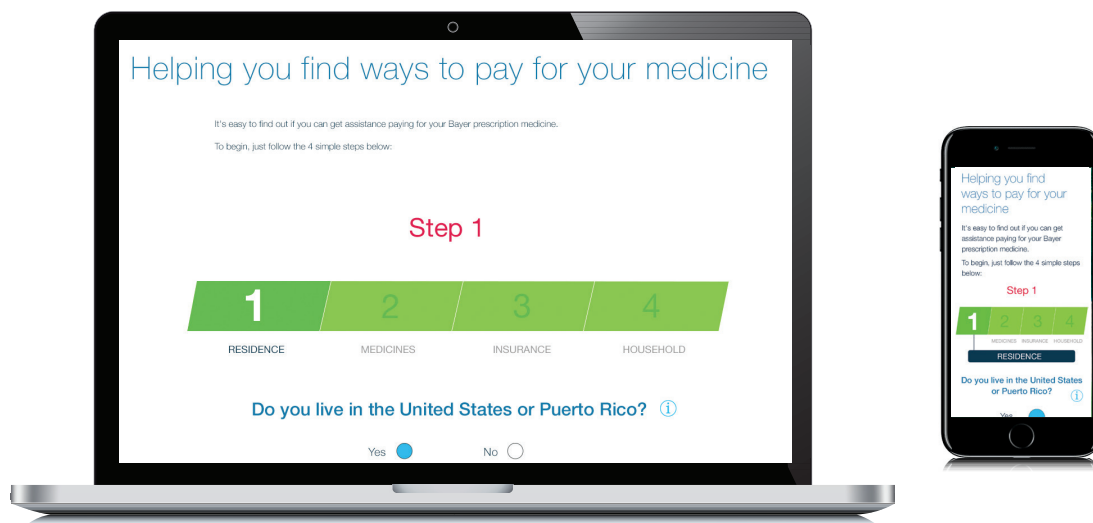 Helping you find ways to pay for your medicine
It's easy to find out if you can get assistance paying for your Bayer prescription medicine.
To begin, just follow the 4 simple steps below:
Step 1
1 2 3 4
RESIDENCE MEDICINES INSURANCE HOUSEHOLD
Do you live in the United States or Puerto Rico? i
Yes No
Helping you find
ways to pay for your
medicine
It's easy to find out if you can get
assistance paying for your Bayer
prescription medicine.
To begin, just follow the 4 simple steps
below:
Step 1
1 2 3 4
MEDICINES INSURANCE HOUSEHOLD
RESIDENCE
Do you live in the United States
or Puerto Rico? i
Yes